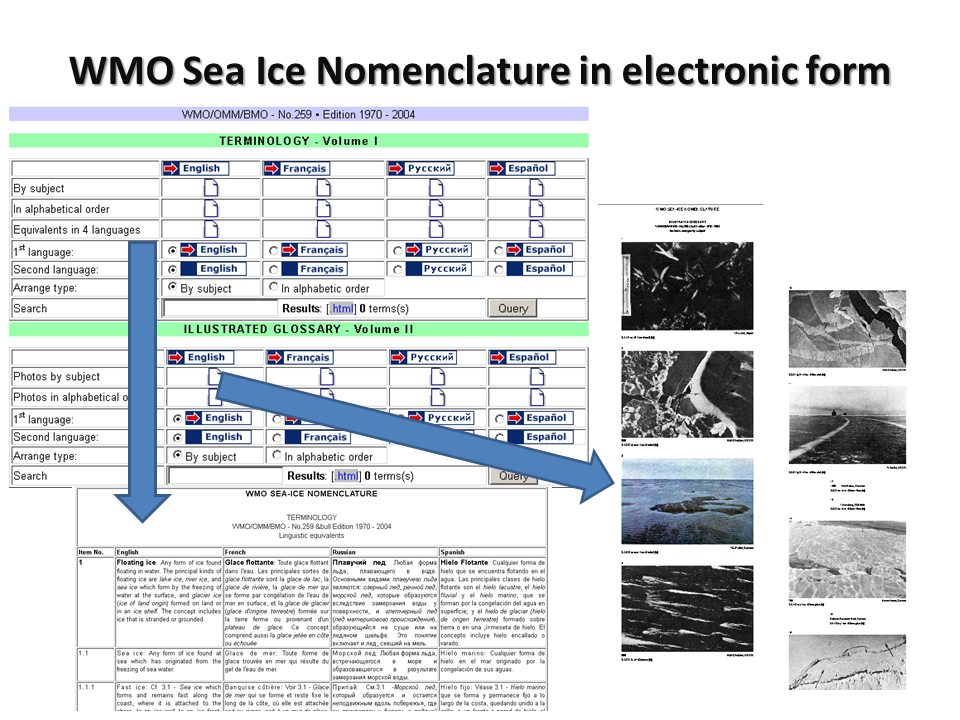 WMO Sea Ice Nomenclature in electronic form
WMO/OMM/BMO - No.259 • Edition 1970 - 2004
TERMINOLOGY - Volume I
English Français Русский Español
By subject
In alphabetical order
Equivalents in 4 languages
1st language: English Français Русский Español
Second language: English Français Русский Español
Arrange type: By subject In alphabetic order
Search Results: [.html] 0 terms(s) Query
ILLUSTRATED GLOSSARY - Volume II
English Français Русский Español
Photos by subject
Photos in alphabetical o
1st language: English Русский Español
Second language: English Français Español
Arrange type: By subject In alphabetic order
Search Results: [.html] 0 terms(s) Query
WMO SEA-ICE NOMENCLATURE
TERMINOLOGY
WMO/OMM/BMO - No.259 &bull Edition 1970 - 2004
Linguistic equivalents
Item No. English French Russian Spanish
1
Floating ice: Any form of ice found
floating in water. The principal kinds of
floating ice are lake ice, river ice, and
sea ice which form by the freezing of
water at the surface, and glacier ice
(ice of land origin) formed on land or
in an ice shelf. The concept includes
ice that is stranded or grounded.
Glace flottante: Toute glace flottant
dans l'eau. Les principales sortes de
glace flottante sont la glace de lac, la
glace de rivière, la glace de mer qui
se forme par congélation de l'eau de
mer en surface, et la glace de glacier
(glace d'origine terrestre) formée sur
la terre ferme ou provenant d'un
plateau de glace. Ce concept
comprend aussi la glace jetée en côte
ou échouée.
Плавучий лед: Любая форма
льда, плавающего в воде.
Основными видами плавучего льда
являются: озерный лед, речной лед,
морской лед, которые образуются
вследствие замерзания воды у
поверхности, и глетчерный лед
(лед материкового происхождения),
образующийся на суше или на
ледяном шельфе. Это понятие
включает и лед, севший на мель.
Hielo Flotante: Cualquier forma de
hielo que se encuentra flotando en el
agua. Las principales clases de hielo
flotante son el hielo lacustre, el hielo
fluvial y el hielo marino, que se
forman por congelación del agua en
superficie; y el hielo de glaciar (hielo
de origen terrestre) formado sobre
tierra o en una ,i>meseta de hielo. El
concepto incluye hielo encallado o
varado.
1.1
Sea ice: Any form of ice found at
sea which has originated from the
freezing of sea water.
Glace de mer: Toute forme de
glace trouvée en mer qui résulte du
gel de l'eau de mer.
Морской лед: Любая форма льда,
встречающегося в море и
образовавшегося в результате
замерзания морской воды.
Hielo marino: Cualquier forma de
hielo en el mar originado por la
congelación de sus aguas.
1.1.1
Fast ice: Cf. 3.1 - Sea ice which
forms and remains fast along the
coast, where it is attached to the
Banquise côtière: Voir 3.1 - Glace
de mer qui se forme et reste fixe le
long de la côte, où elle est attachée
Припай: См.3.1 -Морской лед,
который образуется и остается
неподвижным вдоль побережья, где
Hielo fijo: Véase 3.1 - Hielo marino
que se forma y permanece fijo a lo
largo de la costa, quedando unido a la
WMO SEA-ICE NOMENCLATURE